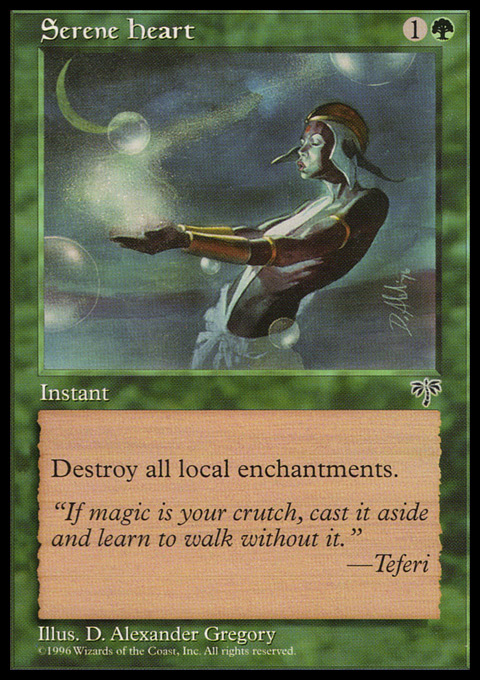 Serene Heart
1
Instant
Destroy all local enchantments.
“If magic is your crutch, cast it aside
and learn to walk without it.”
—Teferi
Illus. D. Alexander Gregory
©1996 Wizards of the Coast, Inc. All rights reserved.